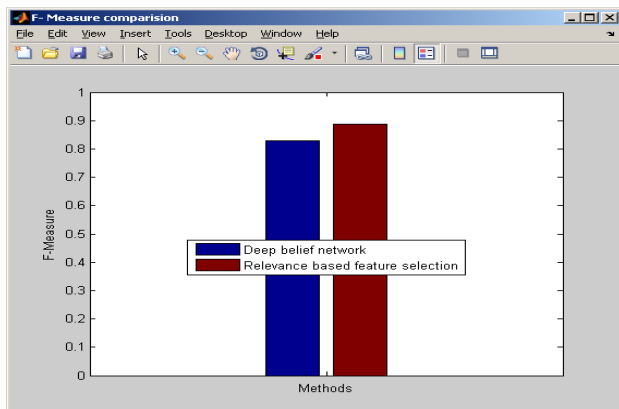 F- Measure comparision
File Edit View Insert Tools Desktop Window Help
1
0.9
0.8
0.7
0.6
0.5
0.4
0.3
0.2
0.1
0
F-Measure
Deep belief network
Relevance based feature selection
Methods